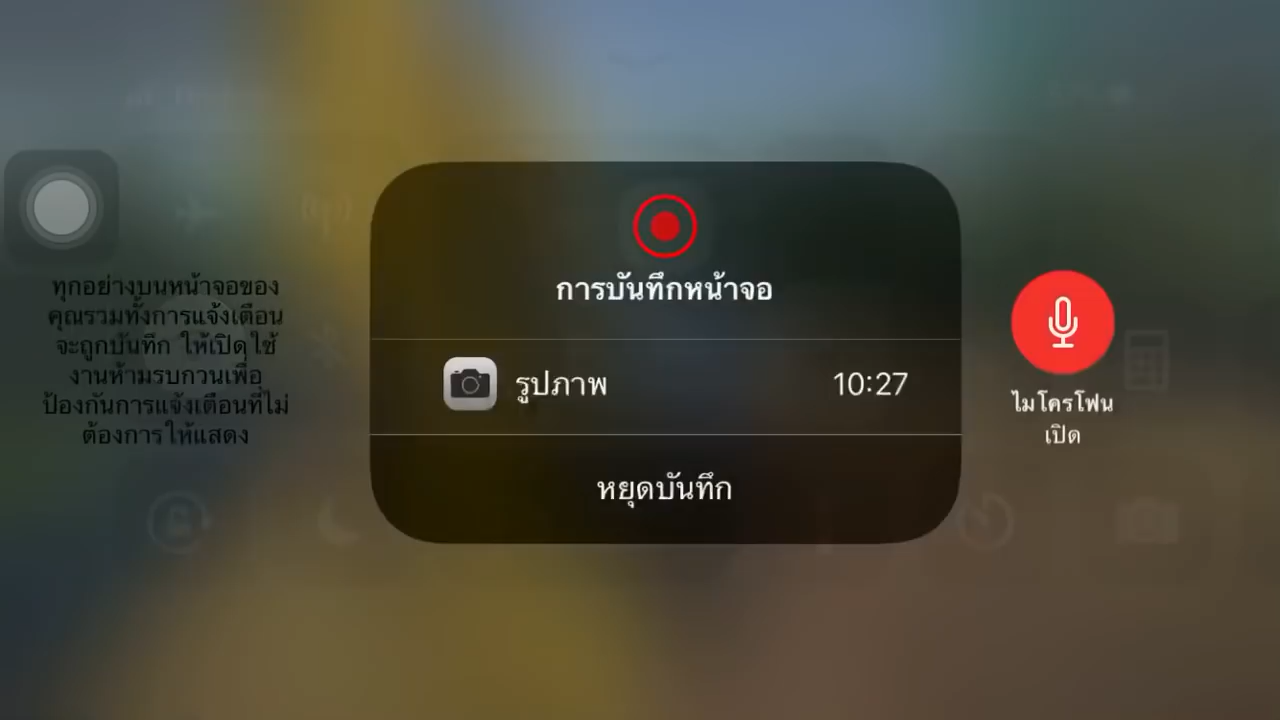 การบันทึกหน้าจอ
รูปภาพ 10:27
หยุดบันทึก
ทุกอย่างบนหน้าจอของ
คุณรวมทั้งการแจ้งเตือน
จะถูกบันทึก ให้เปิดใช้
งานห้ามรบกวนเพื่อ
ป้องกันการแจ้งเตือนที่ไม่
ต้องการให้แสดง
ไมโครโฟน
เปิด